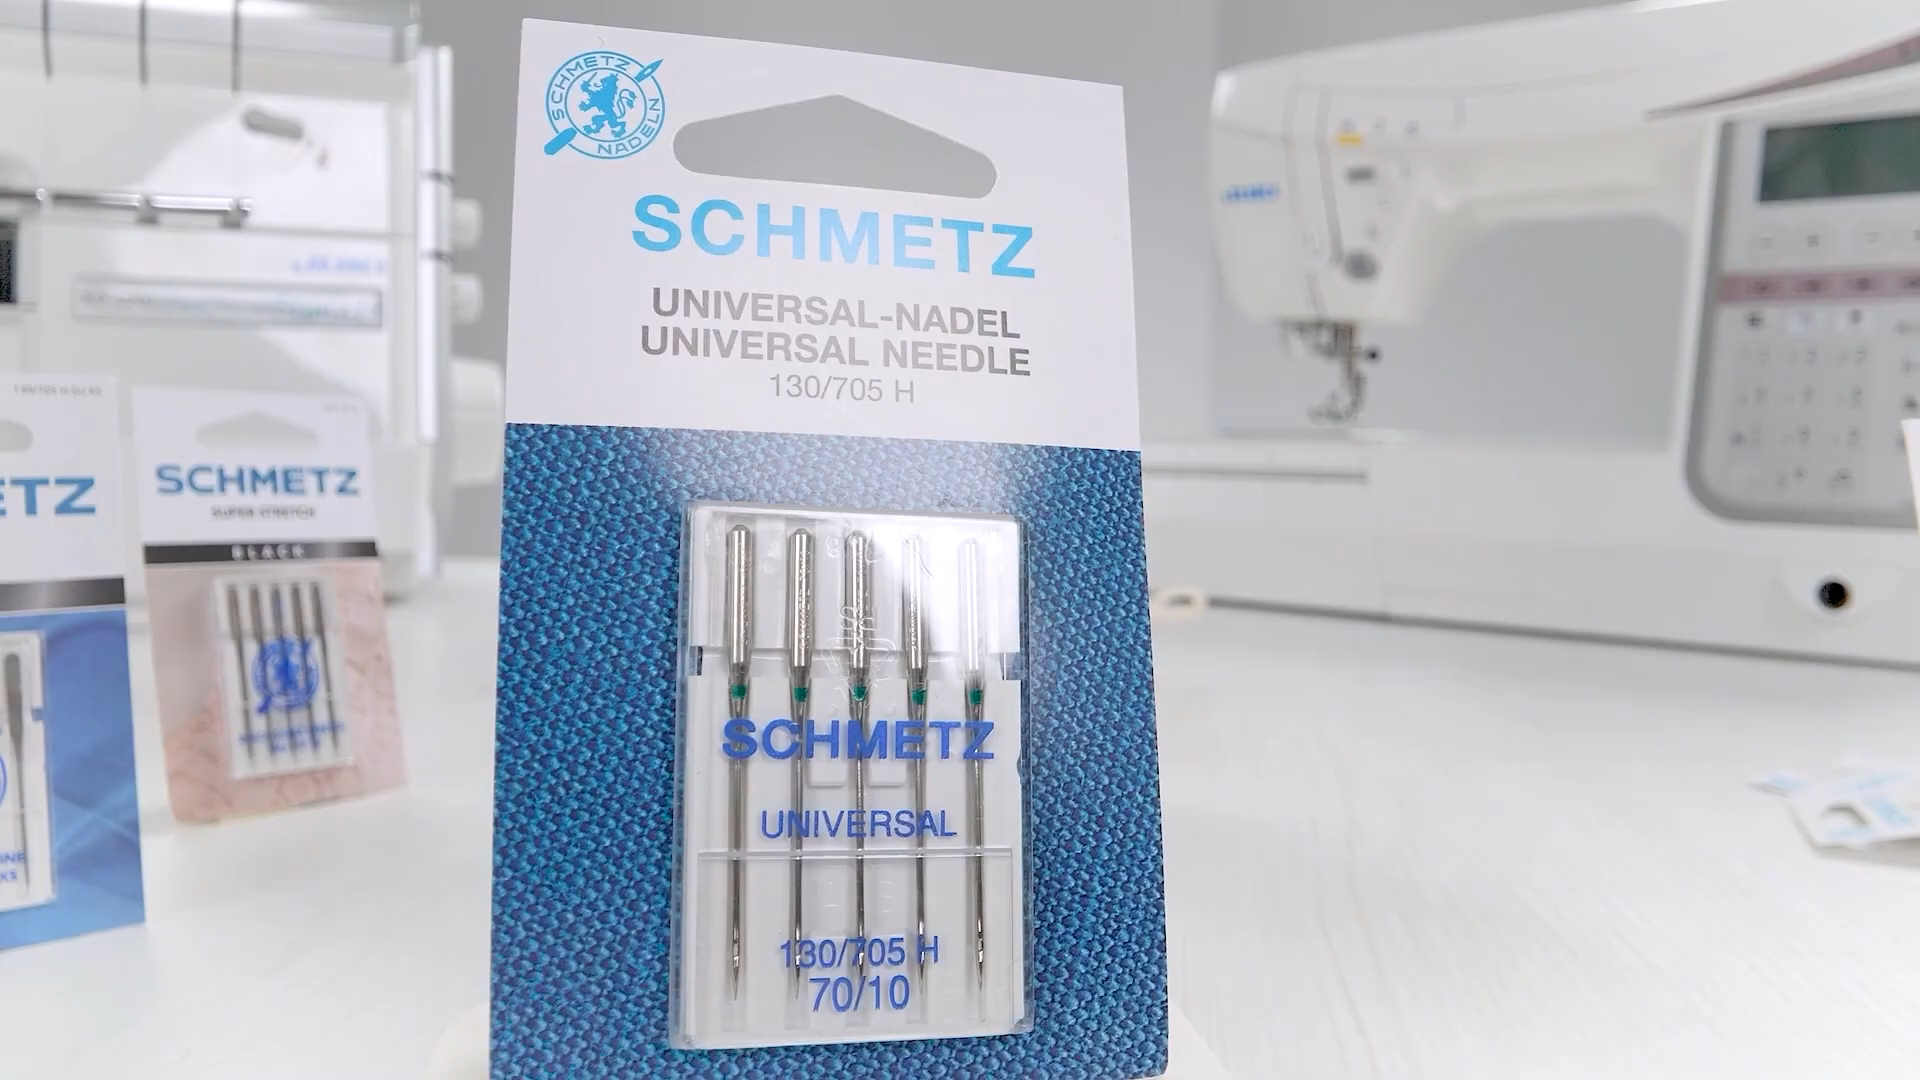 SCHMETZ
NADELN
SCHMETZ
UNIVERSAL-NADEL
UNIVERSAL NEEDLE
130/705 H
SCHMETZ
UNIVERSAL
130/705 H
70/10
ETZ
SCHMETZ
SUPER STRETCH
BLACK